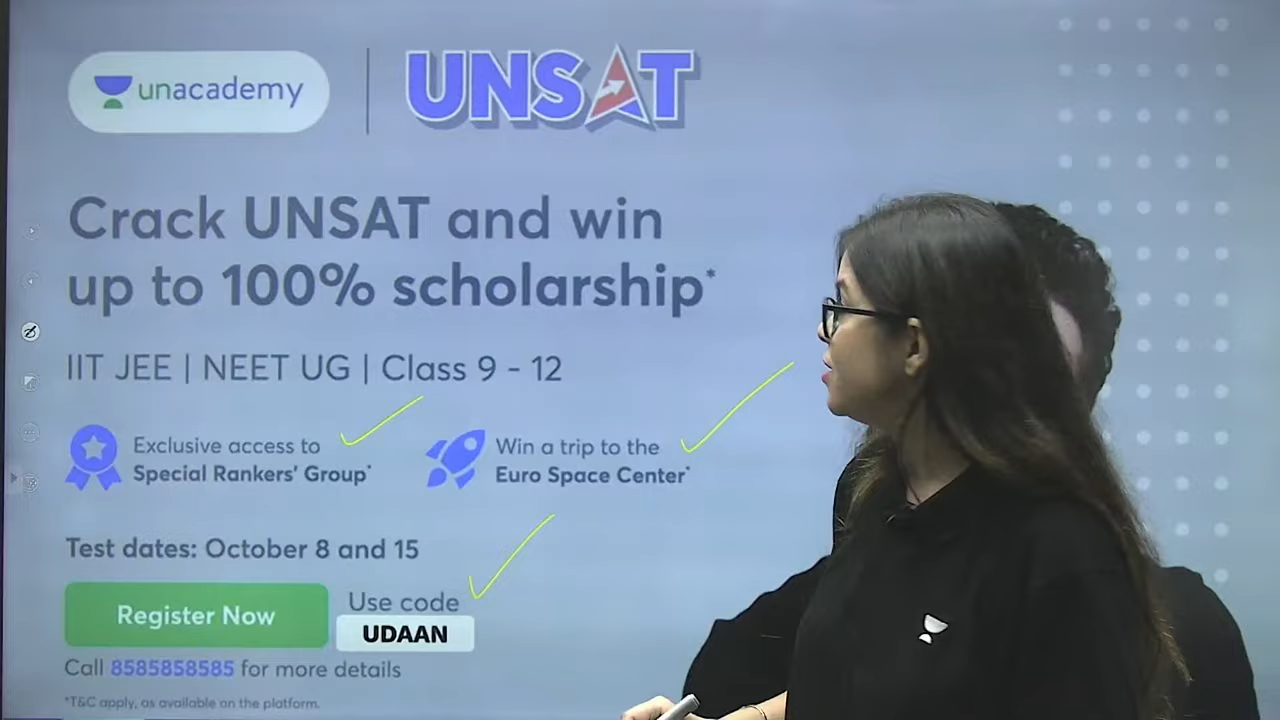 unacademy
UNSAT
Crack UNSAT and win
up to 100% scholarship*
IIT JEE | NEET UG | Class 9 - 12
Exclusive access to
Special Rankers' Group*
Win a trip to the
Euro Space Center*
Test dates: October 8 and 15
Register Now
Use code
UDAAN
Call 8585858585 for more details
*T&C apply, as available on the platform.